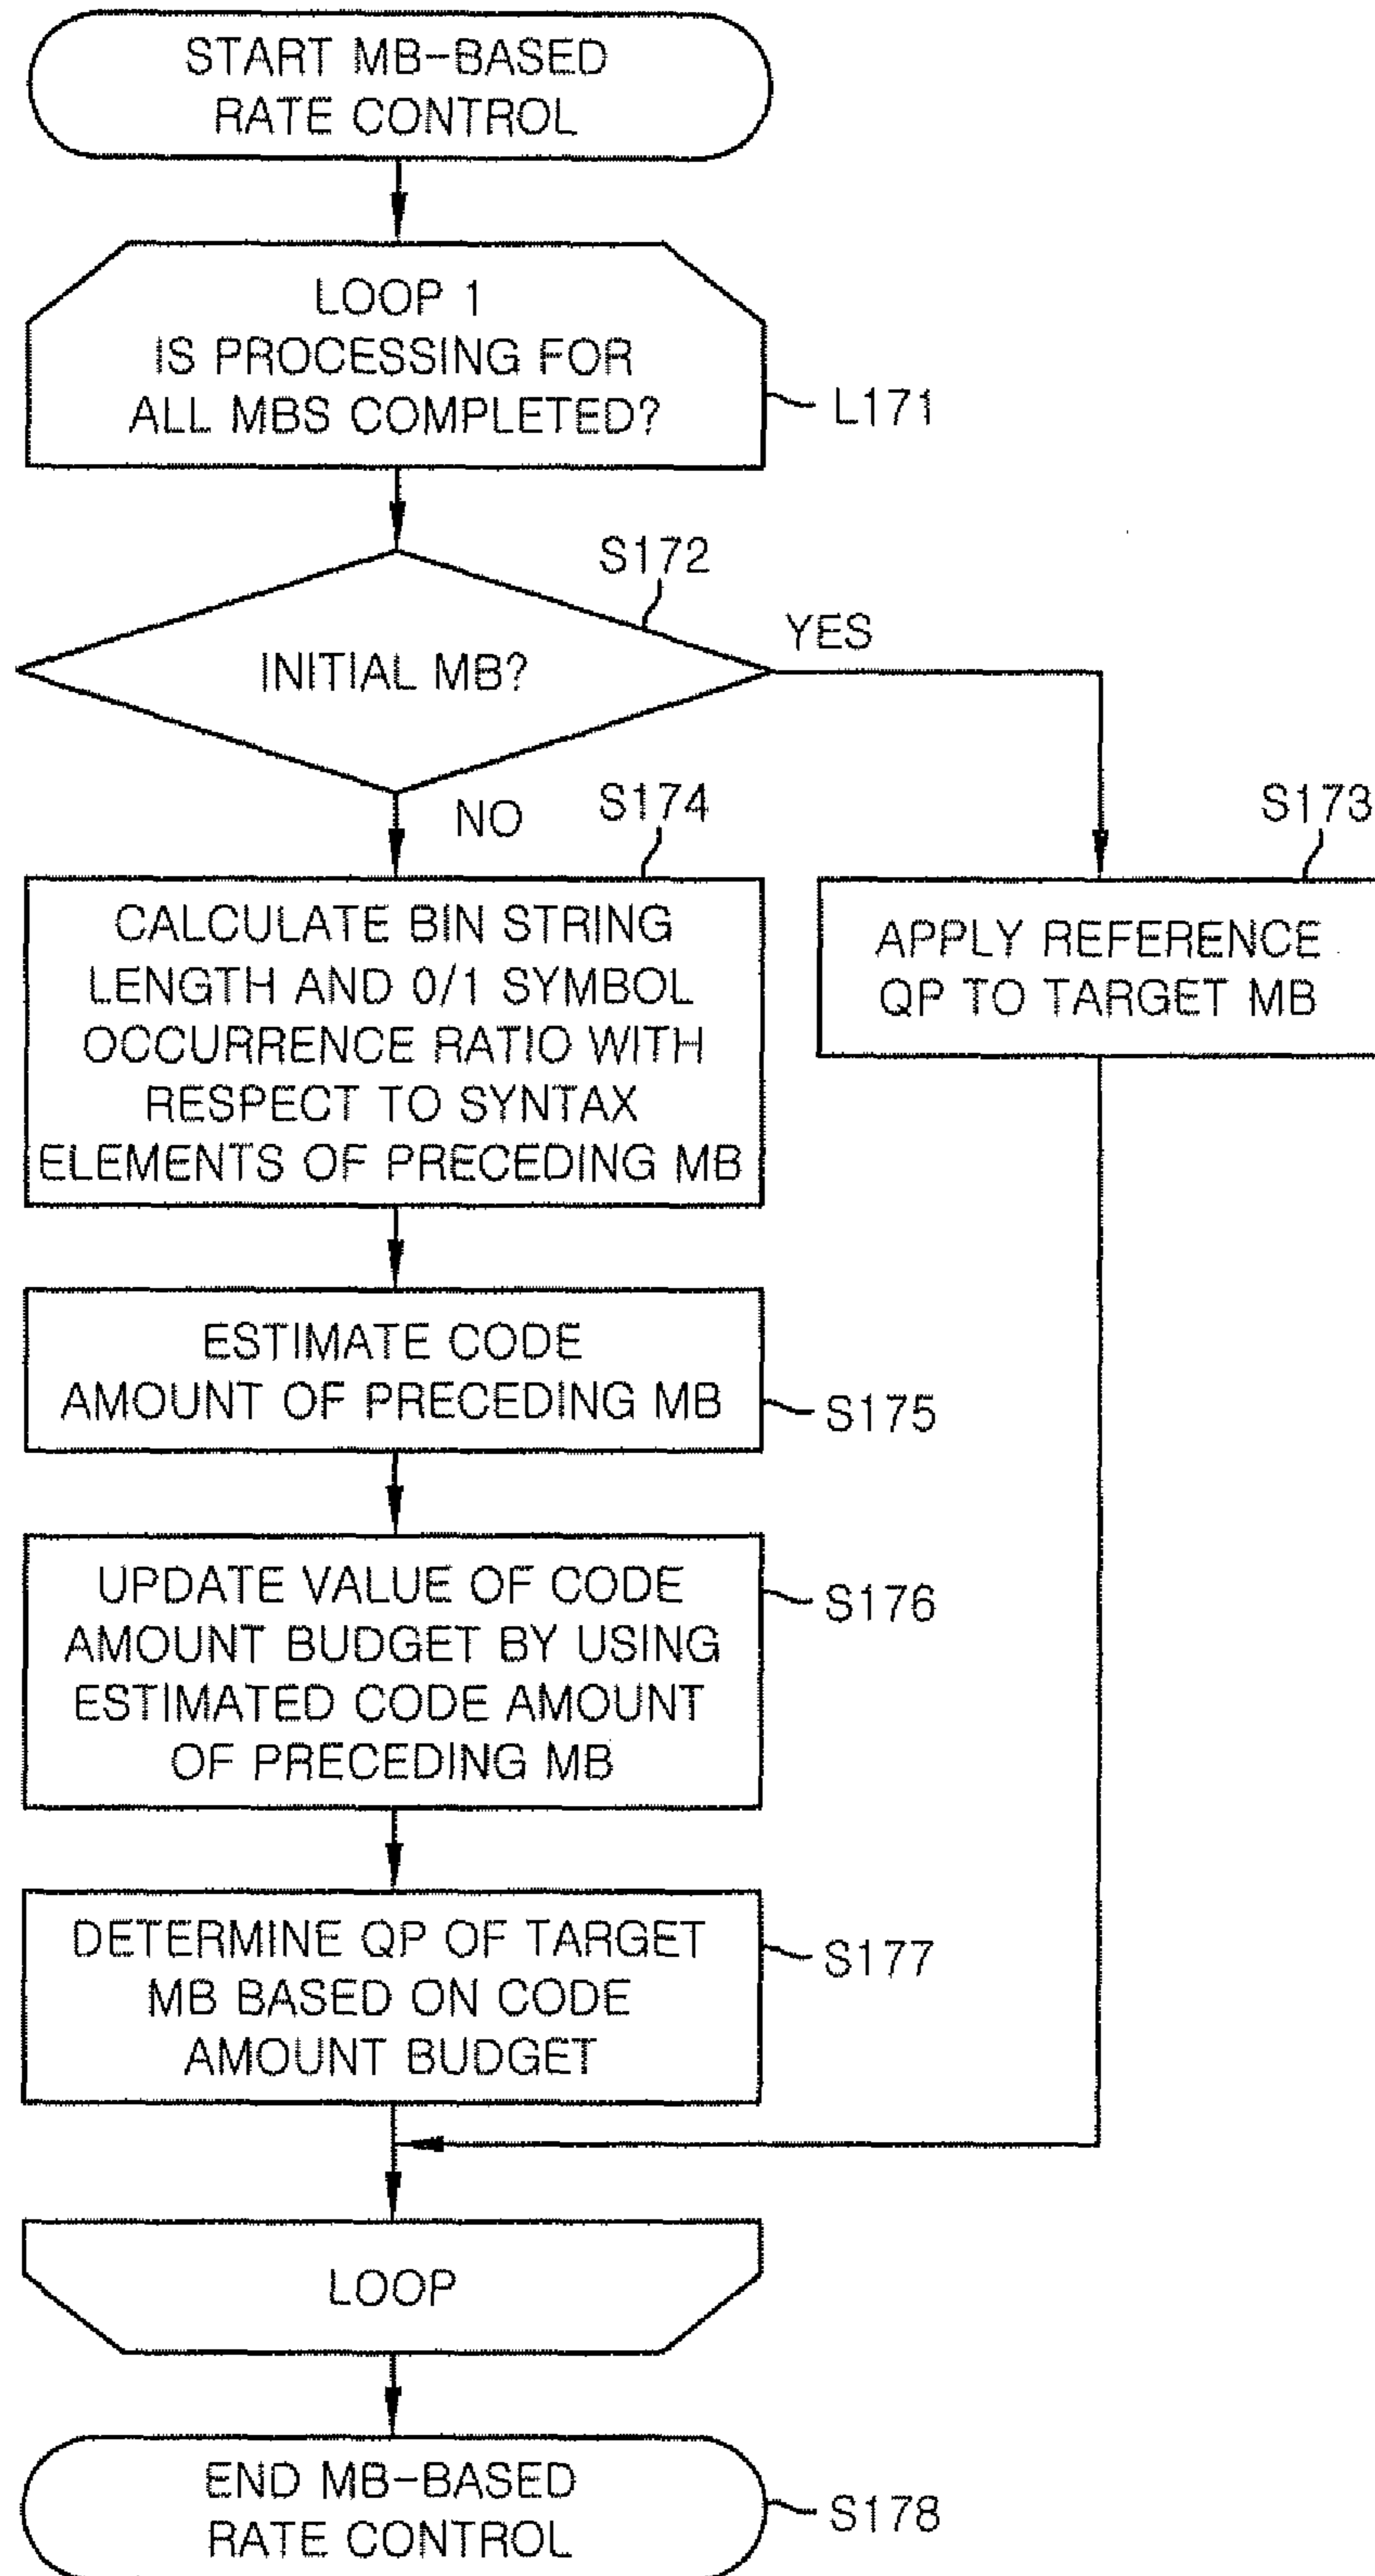 START MB-BASED
RATE CONTROL
LOOP 1
IS PROCESSING FOR
ALL MBS COMPLETED?
L171
S172
INITIAL MB?
YES
NO
S174
S173
CALCULATE BIN STRING
LENGTH AND 0/1 SYMBOL
OCCURRENCE RATIO WITH
RESPECT TO SYNTAX
ELEMENTS OF PRECEDING MB
APPLY REFERENCE
QP TO TARGET MB
ESTIMATE CODE
AMOUNT OF PRECEDING MB
S175
UPDATE VALUE OF CODE
AMOUNT BUDGET BY USING
ESTIMATED CODE AMOUNT
OF PRECEDING MB
S176
DETERMINE QP OF TARGET
MB BASED ON CODE
AMOUNT BUDGET
S177
LOOP
END MB-BASED
RATE CONTROL
S178